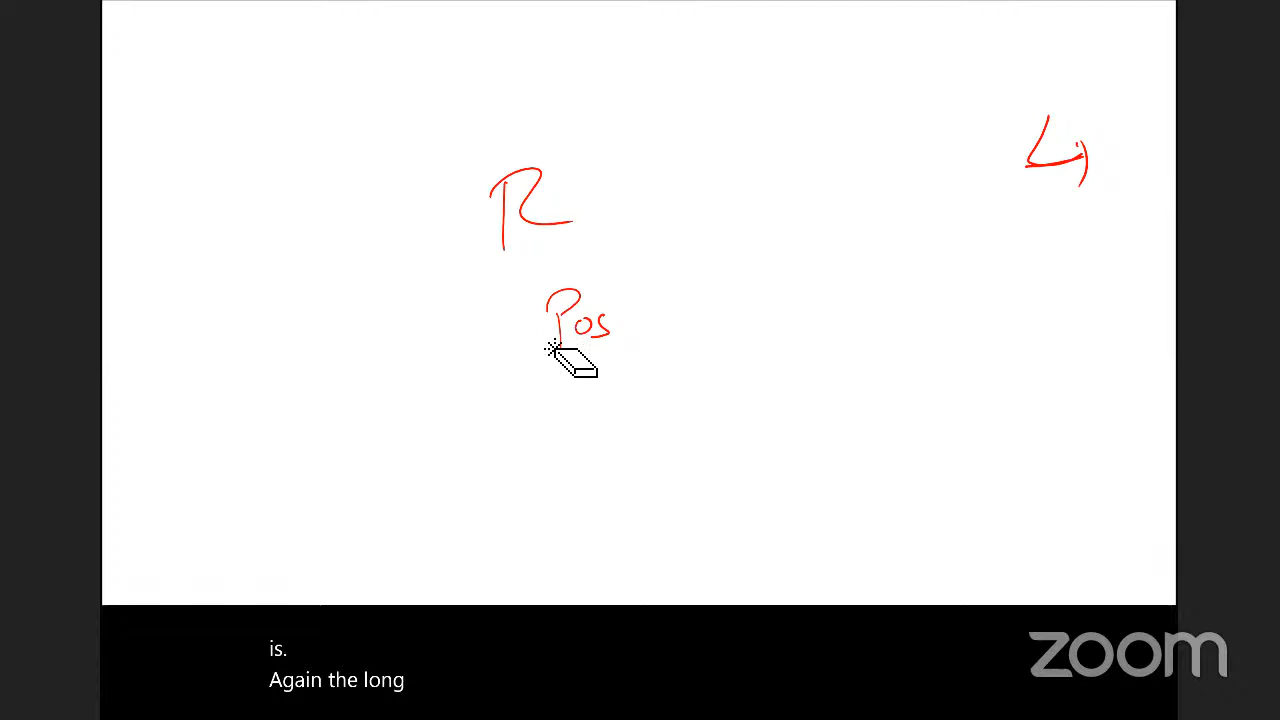 R
Pos
is.
Again the long
zoom